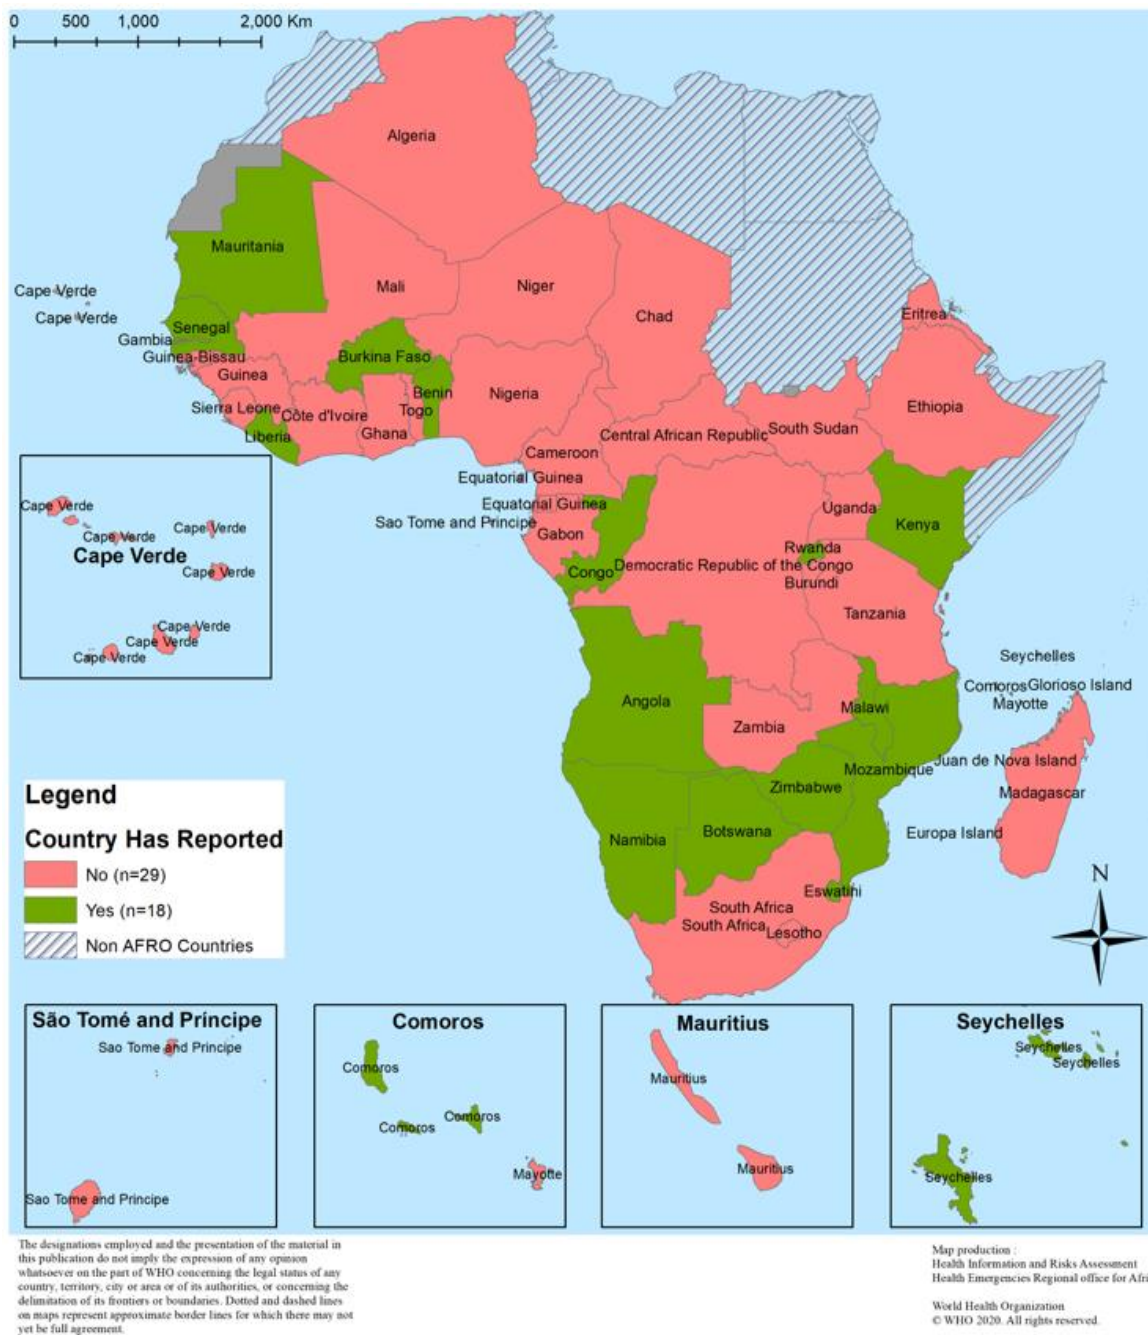 0 500 1,000 2,000 Km
Algeria
Mauritania
Mali
Niger
Chad
Cape Verde
Cape Verde
Eritrea
Senegal
Gambia
Guinea-Bissau
Burkina Faso
Guinea
Benin
Nigeria
Ethiopia
Sierra Leone
Côte d'Ivoire
Togo
Liberia
Ghana
Central African Republic
South Sudan
Cameroon
Equatorial Guinea
Equatorial Guinea
Uganda
Kenya
Sao Tome and Principe
Gabon
Rwanda
Congo
Democratic Republic of the Congo
Burundi
Tanzania
Cape Verde
Cape Verde
Cape Verde
Cape Verde
Cape Verde
Cape Verde
Cape Verde
Cape Verde
Seychelles
Comoros
Glorioso Island
Mayotte
Angola
Malawi
Zambia
Juan de Nova Island
Mozambique
Zimbabwe
Madagascar
Namibia
Botswana
Europa Island
Eswatini
South Africa
South Africa
Lesotho
N
Legend
Country Has Reported
No (n=29)
Yes (n=18)
Non AFRO Countries
São Tomé and Príncipe
Sao Tome and Principe
Sao Tome and Principe
Comoros
Comoros
Comoros
Comoros
Mayotte
Mauritius
Mauritius
Mauritius
Seychelles
Seychelles
Seychelles
Seychelles
The designations employed and the presentation of the material in
this publication do not imply the expression of any opinion
whatsoever on the part of WHO concerning the legal status of any
country, territory, city or area or of its authorities, or concerning the
delimitation of its frontiers or boundaries. Dotted and dashed lines
on maps represent approximate border lines for which there may not
yet be full agreement.
Map production :
Health Information and Risks Assessment
Health Emergencies Regional office for Afri
World Health Organization
© WHO 2020. All rights reserved.